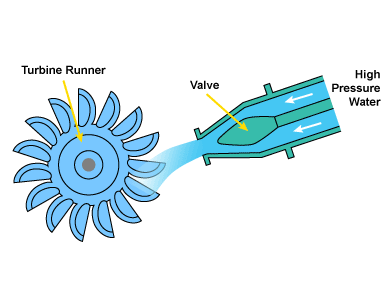 Turbine Runner
Valve
High
Pressure
Water